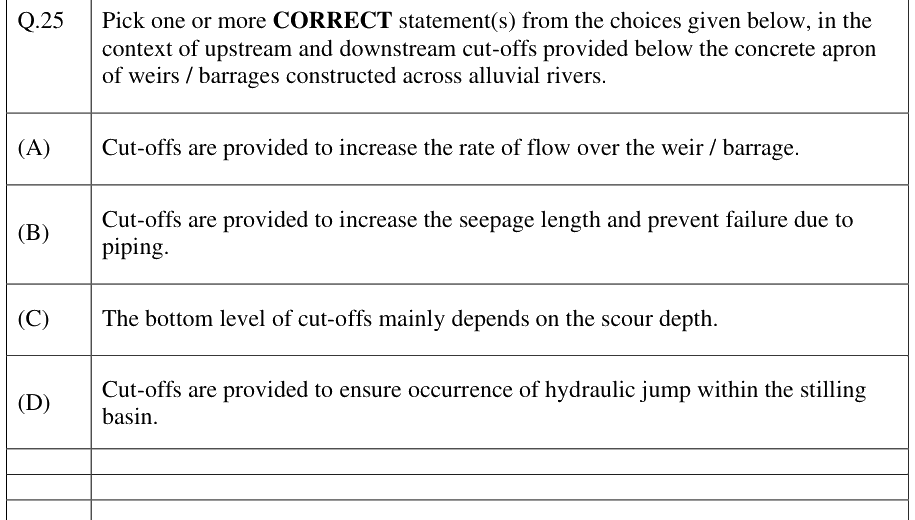 Q.25 Pick one or more CORRECT statement(s) from the choices given below, in the
context of upstream and downstream cut-offs provided below the concrete apron
of weirs / barrages constructed across alluvial rivers.
(A) Cut-offs are provided to increase the rate of flow over the weir / barrage.
(B) Cut-offs are provided to increase the seepage length and prevent failure due to
piping.
(C) The bottom level of cut-offs mainly depends on the scour depth.
(D) Cut-offs are provided to ensure occurrence of hydraulic jump within the stilling
basin.